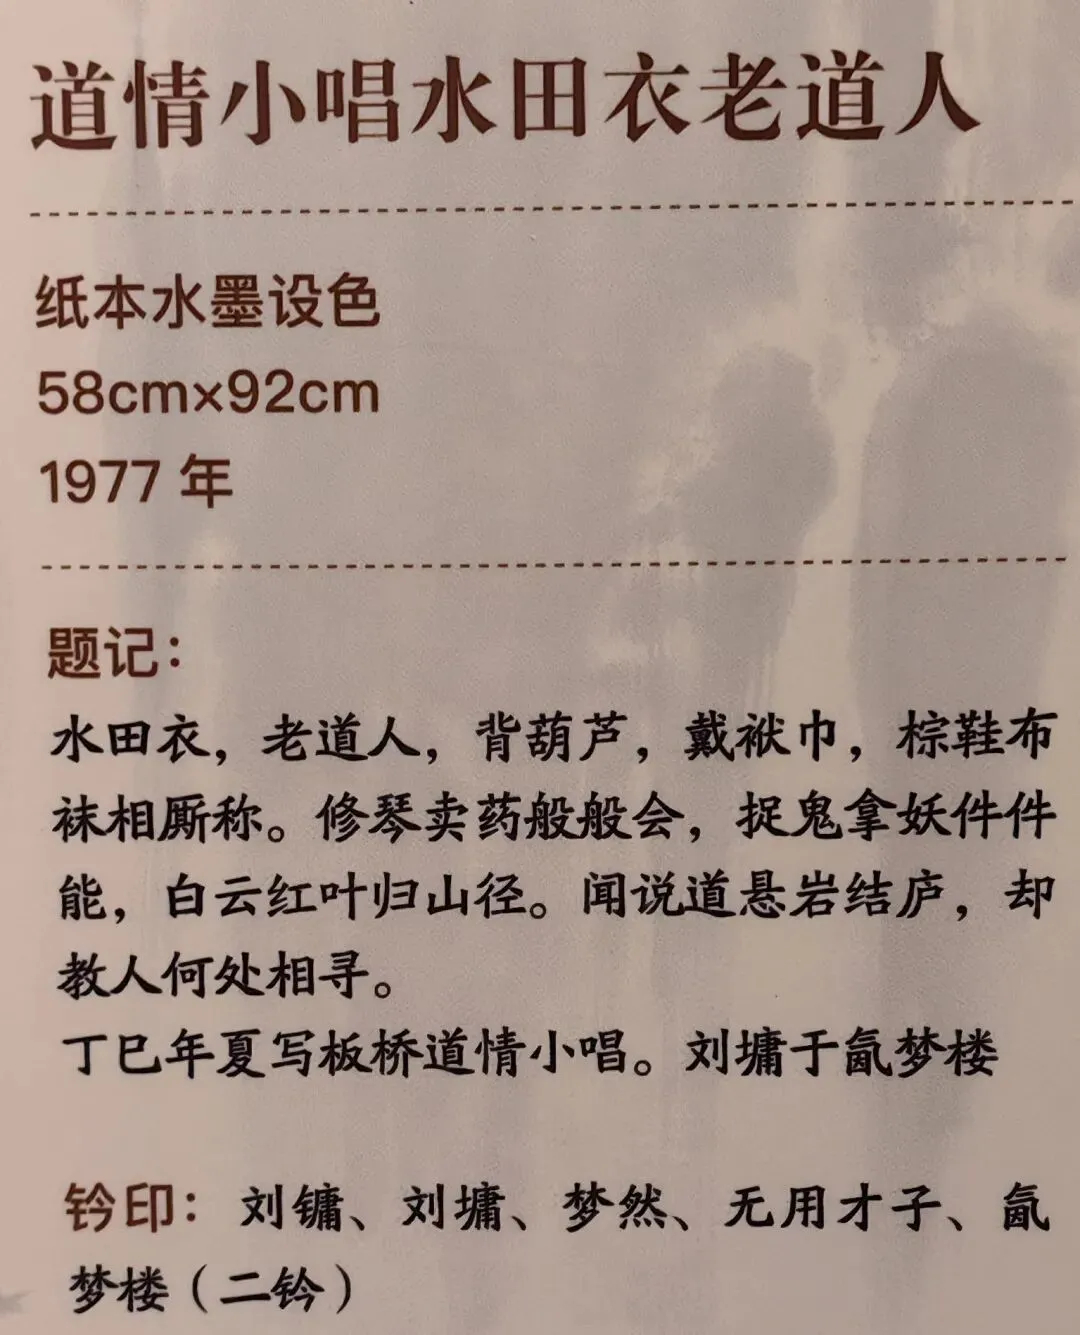 道情小唱水田衣老道人
纸本水墨设色
58cm×92cm
1977 年
题记：
水田衣，老道人，背葫芦，戴袱巾，棕鞋布
袜相厮称。修琴卖药般般会，捉鬼拿妖件件
能，白云红叶归山径。闻说道悬岩结庐，却
教人何处相寻。
丁巳年夏写板桥道情小唱。刘墉于氤梦楼
钤印：刘镛、刘墉、梦然、无用才子、氤
梦楼（二钤）